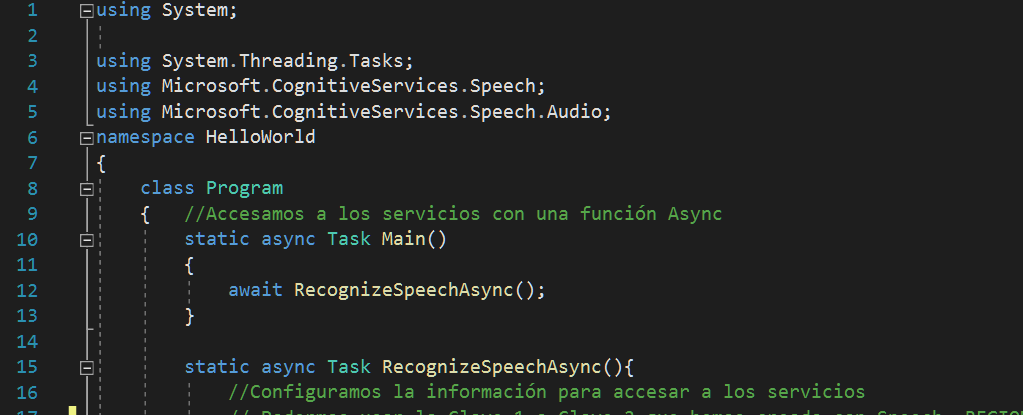 1 using System;
2
3 using System.Threading.Tasks;
4 using Microsoft.CognitiveServices.Speech;
5 using Microsoft.CognitiveServices.Speech.Audio;
6 namespace HelloWorld
7 {
8 class Program
9 { //Accesamos a los servicios con una función Async
10 static async Task Main()
11 {
12 await RecognizeSpeechAsync();
13 }
14
15 static async Task RecognizeSpeechAsync(){
16 //Configuramos la información para accesar a los servicios